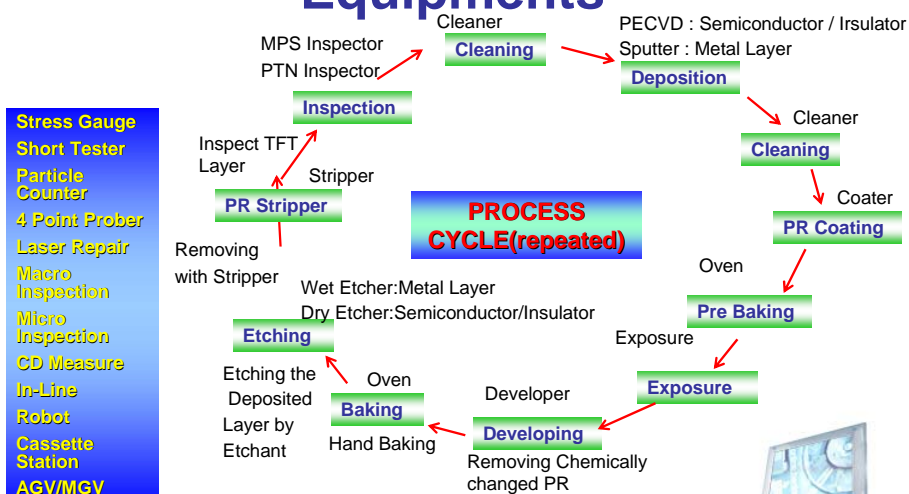 Equipments
Cleaner
PECVD : Semiconductor / Irsulator
Sputter : Metal Layer
MPS Inspector
PTN Inspector
Cleaning
Deposition
Inspection
Cleaner
Cleaning
Stress Gauge
Short Tester
Particle
Counter
4 Point Prober
Laser Repair
Macro
Inspection
Micro
Inspection
CD Measure
In-Line
Robot
Cassette
Station
AGV/MGV
Inspect TFT
Layer
Stripper
PR Stripper
Removing
with Stripper
PROCESS
CYCLE(repeated)
Coater
PR Coating
Oven
Pre Baking
Wet Etcher:Metal Layer
Dry Etcher:Semiconductor/Insulator
Etching
Exposure
Exposure
Etching the
Deposited
Layer by
Etchant
Oven
Baking
Hand Baking
Developer
Developing
Removing Chemically
changed PR